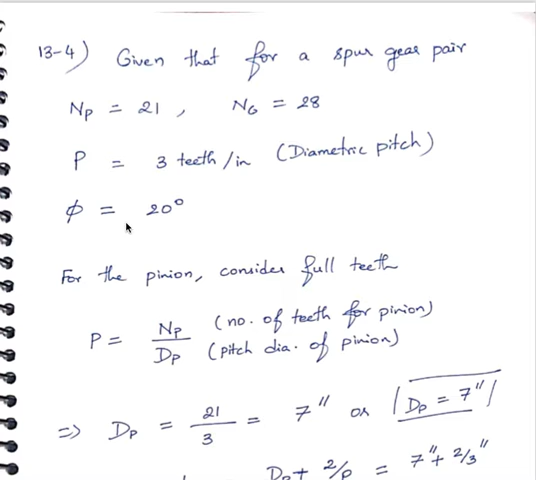 13-4) Given that for a spur gear pair
Np = 21 , NG = 28
P = 3 teeth/in (Diametric pitch)
φ = 20°
For the pinion, consider full teeth
P = Np / Dp (no. of teeth for pinion) (pitch dia. of pinion)
=> Dp = 21/3 = 7" or |Dp = 7"|
Dp + 2/p = 7" + 2/3"